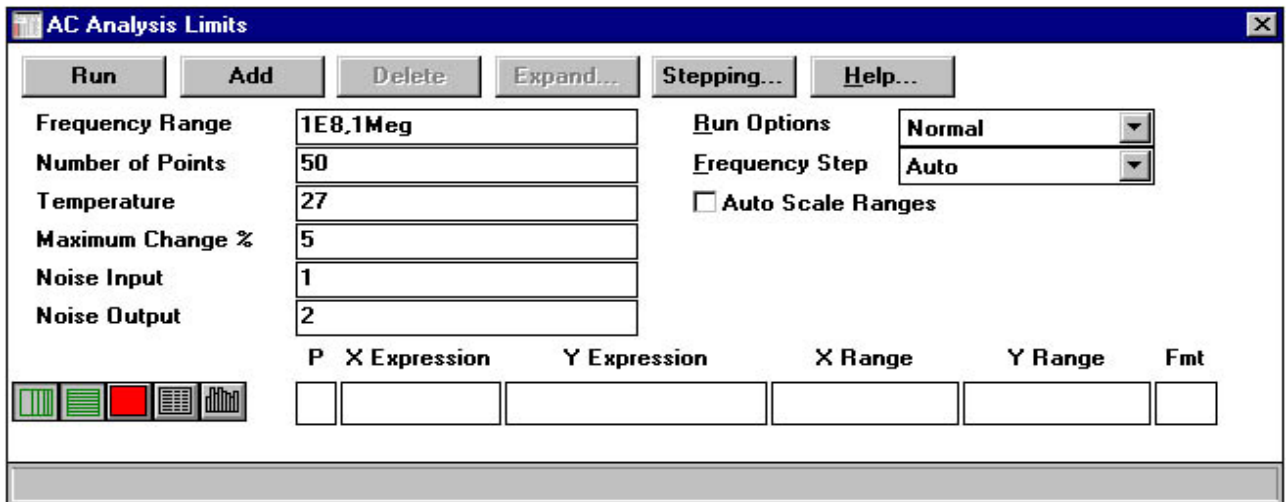 AC Analysis Limits
Run Add Delete Expand... Stepping... Help...
Frequency Range 1E8,1Meg Run Options Normal
Number of Points 50 Frequency Step Auto
Temperature 27 Auto Scale Ranges
Maximum Change % 5
Noise Input 1
Noise Output 2
P X Expression Y Expression X Range Y Range Fmt